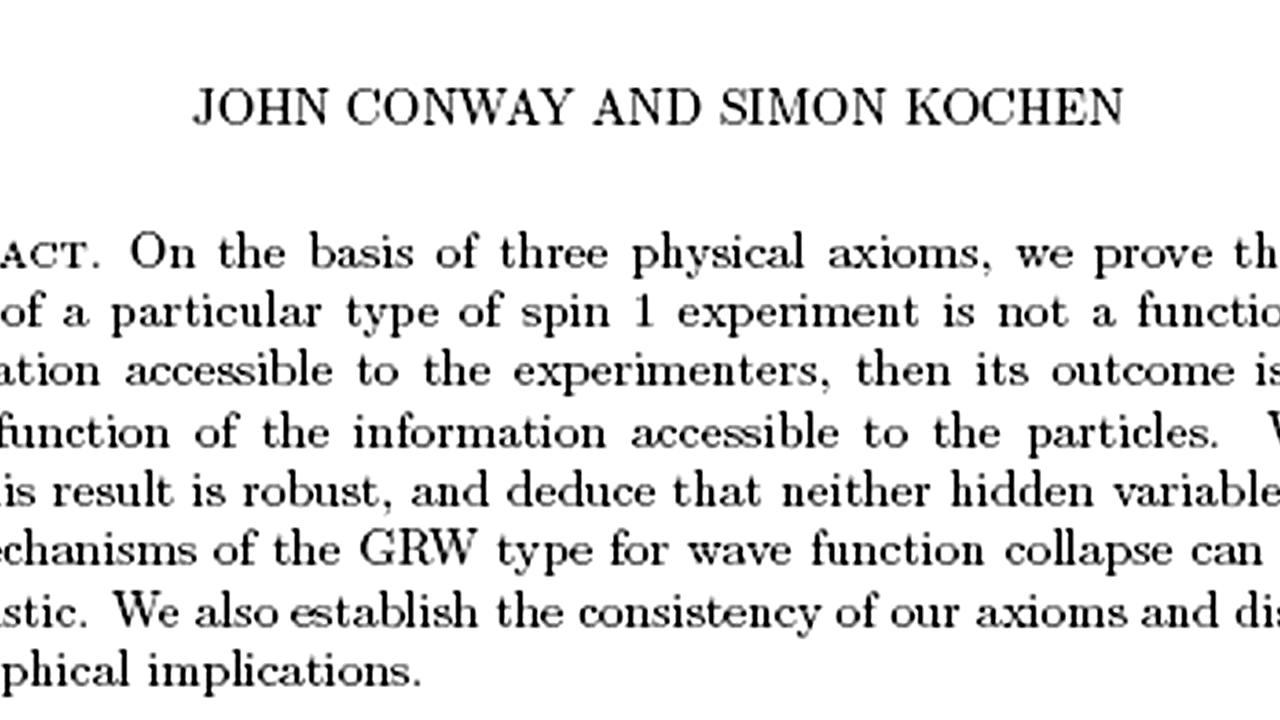 JOHN CONWAY AND SIMON KOCHEN
ACT. On the basis of three physical axioms, we prove th
of a particular type of spin 1 experiment is not a functio
ation accessible to the experimenters, then its outcome is
function of the information accessible to the particles. W
is result is robust, and deduce that neither hidden variable
echanisms of the GRW type for wave function collapse can
stic. We also establish the consistency of our axioms and dis
phical implications.